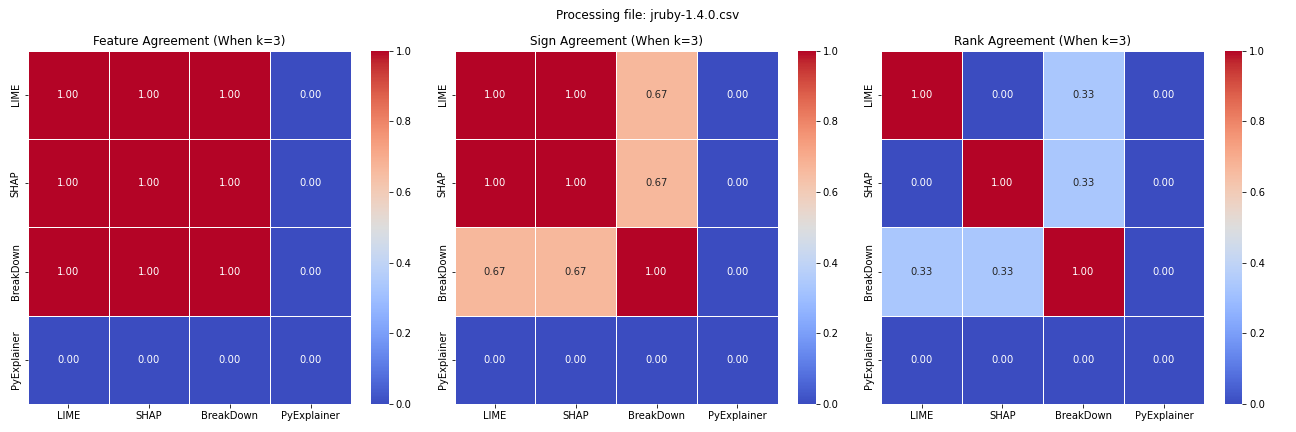 Processing file: jruby-1.4.0.csv
Feature Agreement (When k=3)
LIME
SHAP
BreakDown
PyExplainer
1.00 1.00 1.00 0.00
1.00 1.00 1.00 0.00
1.00 1.00 1.00 0.00
0.00 0.00 0.00 0.00
LIME SHAP BreakDown PyExplainer
1.0
0.8
0.6
0.4
0.2
0.0
Sign Agreement (When k=3)
LIME
SHAP
BreakDown
PyExplainer
1.00 1.00 0.67 0.00
1.00 1.00 0.67 0.00
0.67 0.67 1.00 0.00
0.00 0.00 0.00 0.00
LIME SHAP BreakDown PyExplainer
1.0
0.8
0.6
0.4
0.2
0.0
Rank Agreement (When k=3)
LIME
SHAP
BreakDown
PyExplainer
1.00 0.00 0.33 0.00
0.00 1.00 0.33 0.00
0.33 0.33 1.00 0.00
0.00 0.00 0.00 0.00
LIME SHAP BreakDown PyExplainer
1.0
0.8
0.6
0.4
0.2
0.0